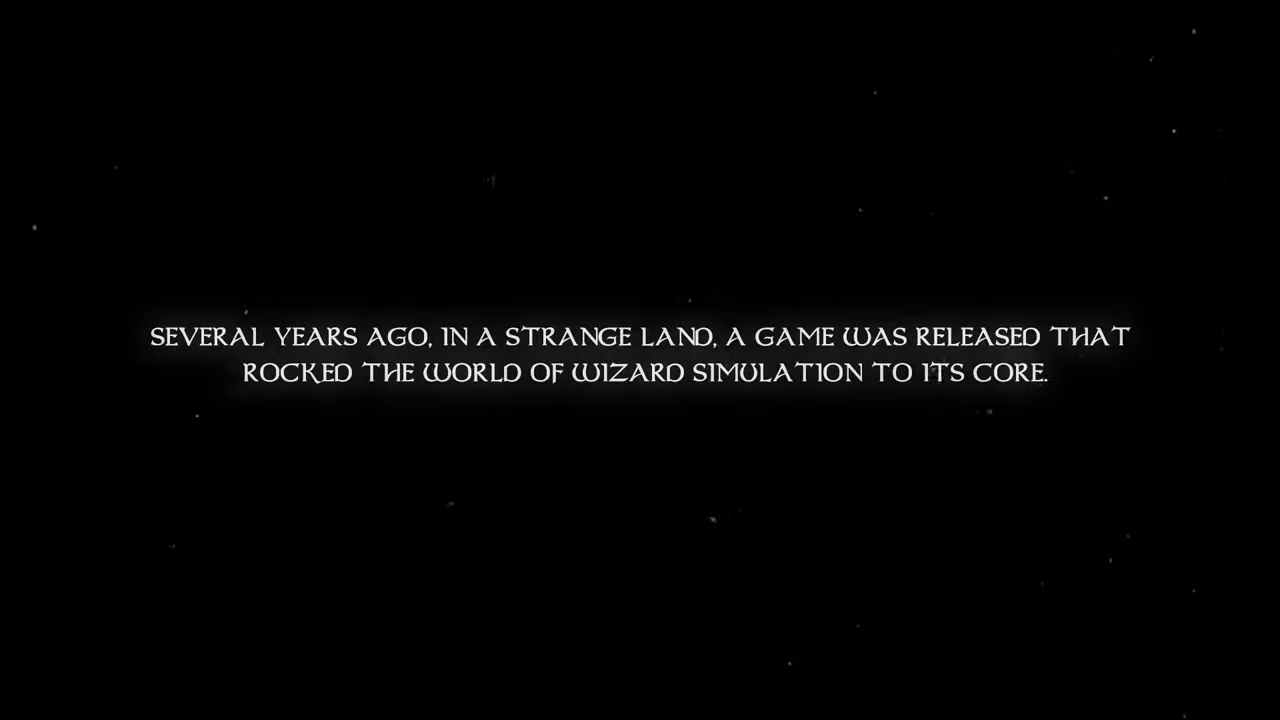 SEVERAL YEARS AGO, IN A STRANGE LAND, A GAME WAS RELEASED THAT
ROCKED THE WORLD OF WIZARD SIMULATION TO ITS CORE.